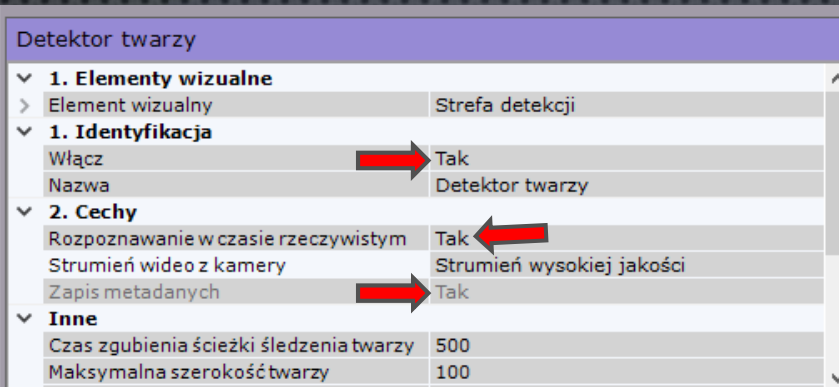 Detektor twarzy
1. Elementy wizualne
Element wizualny Strefa detekcji
1. Identyfikacja
Włącz Tak
Nazwa Detektor twarzy
2. Cechy
Rozpoznawanie w czasie rzeczywistym Tak
Strumień wideo z kamery Strumień wysokiej jakości
Zapis metadanych Tak
Inne
Czas zgubienia ścieżki śledzenia twarzy 500
Maksymalna szerokość twarzy 100